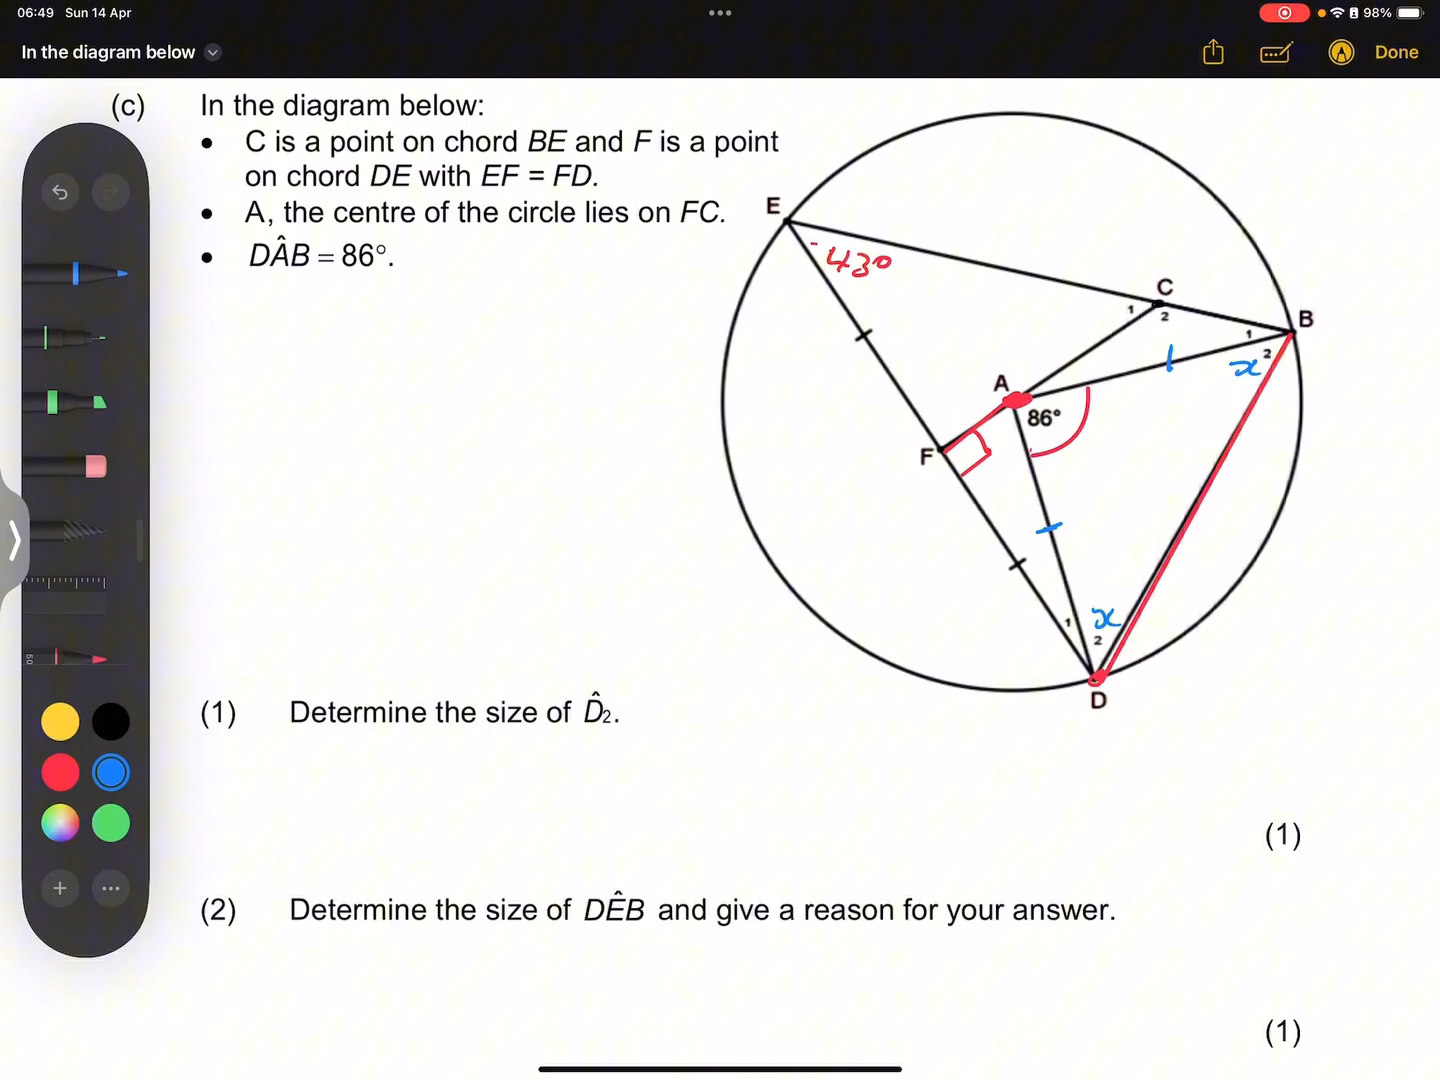 06:49 Sun 14 Apr
98%
In the diagram below
Done
(c) In the diagram below:
• C is a point on chord BE and F is a point
on chord DE with EF = FD.
• A, the centre of the circle lies on FC.
• DÂB = 86°.
E
43°
C
1
2
B
1
2
x
A
86°
F
x
1
2
D
50
(1) Determine the size of D̂₂.
(1)
(2) Determine the size of DÊB and give a reason for your answer.
(1)